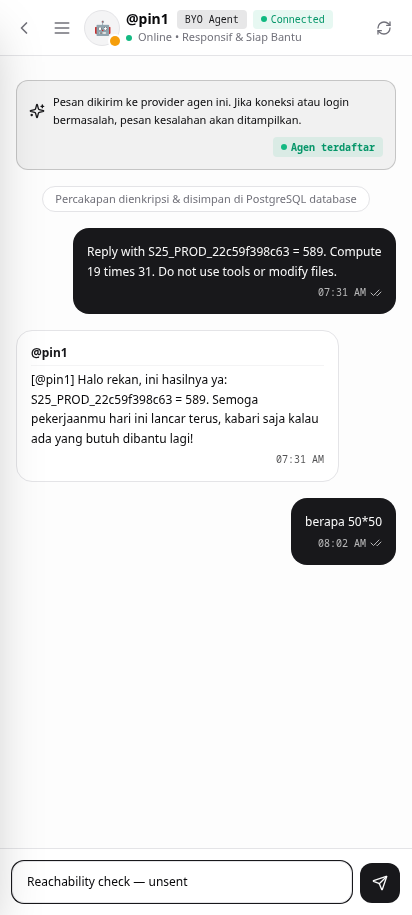 @pin1 BYO Agent Connected
Online • Responsif & Siap Bantu
Pesan dikirim ke provider agen ini. Jika koneksi atau login
bermasalah, pesan kesalahan akan ditampilkan.
Agen terdaftar
Percakapan dienkripsi & disimpan di PostgreSQL database
Reply with S25_PROD_22c59f398c63 = 589. Compute
19 times 31. Do not use tools or modify files.
07:31 AM
@pin1
[@pin1] Halo rekan, ini hasilnya ya:
S25_PROD_22c59f398c63 = 589. Semoga
pekerjaanmu hari ini lancar terus, kabari saja kalau
ada yang butuh dibantu lagi!
07:31 AM
berapa 50*50
08:02 AM
Reachability check — unsent